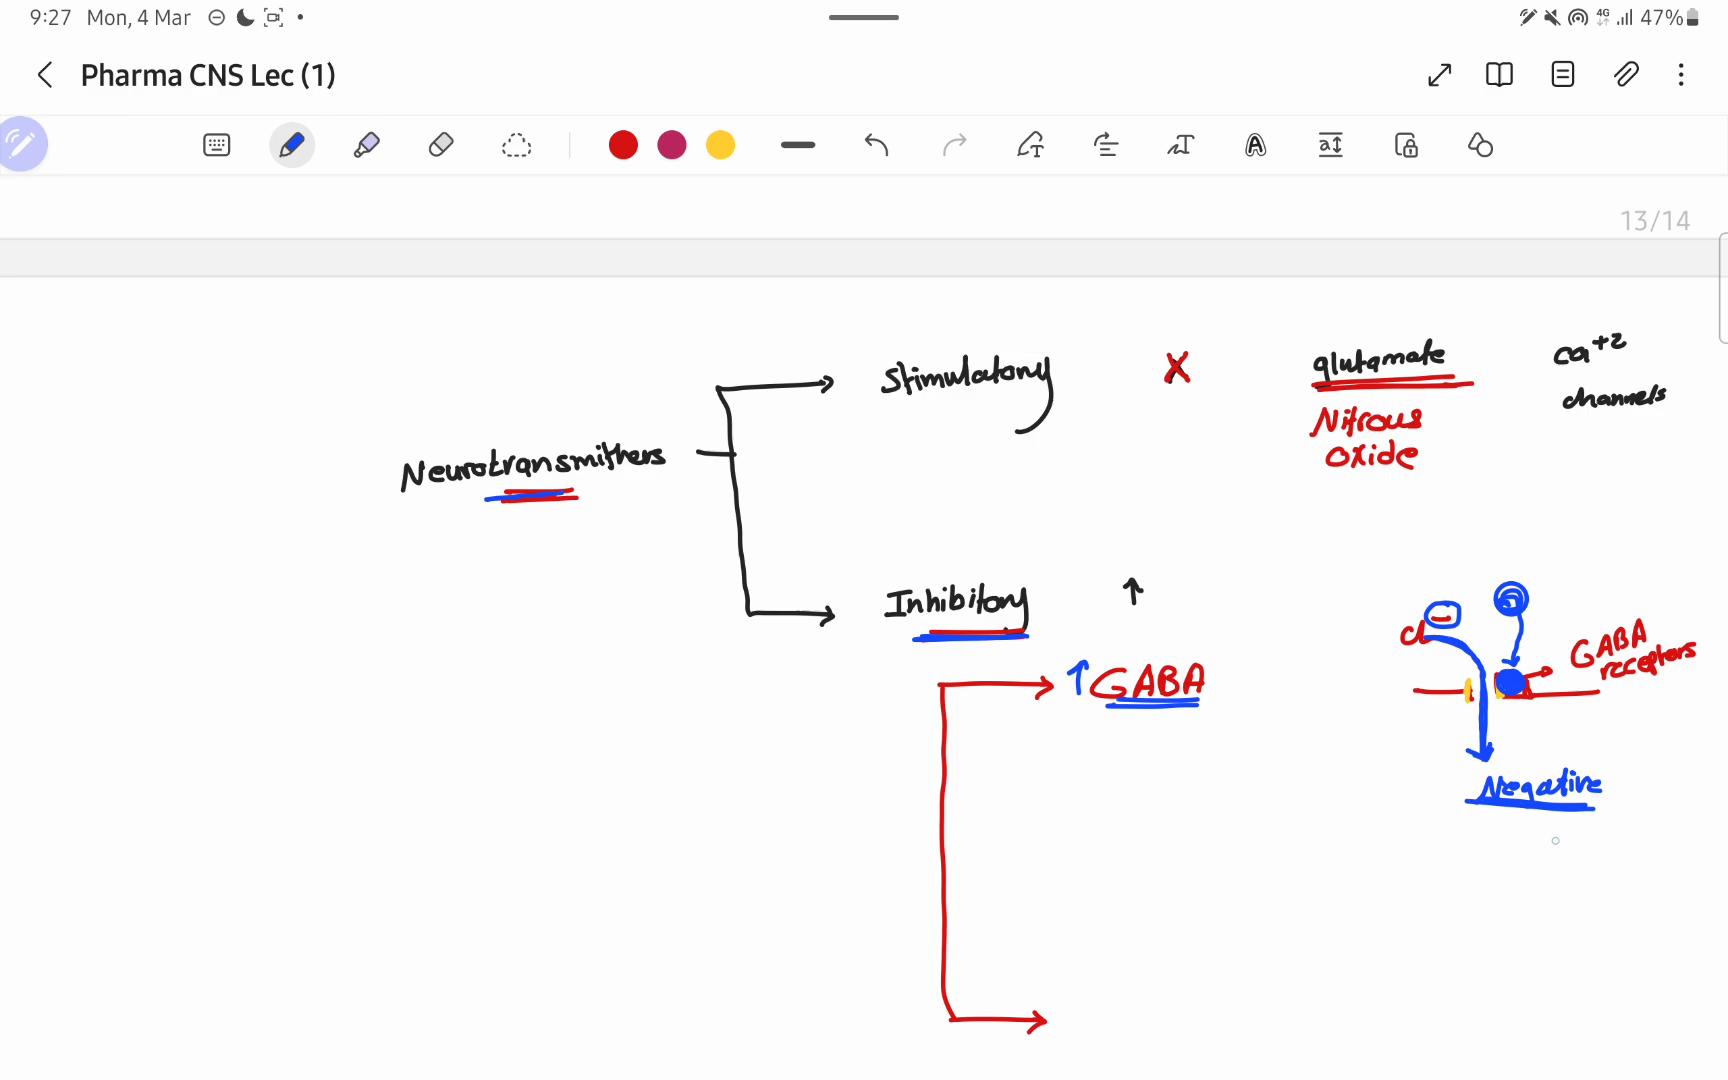 9:27 Mon, 4 Mar
4G 47%
Pharma CNS Lec (1)
13/14
Stimulatory X glutamate Ca+2
channels
Nitrous
Oxide
Neurotransmitters
Inhibitory ↑
Cl -
GABA
receptors
↑ GABA
Negative